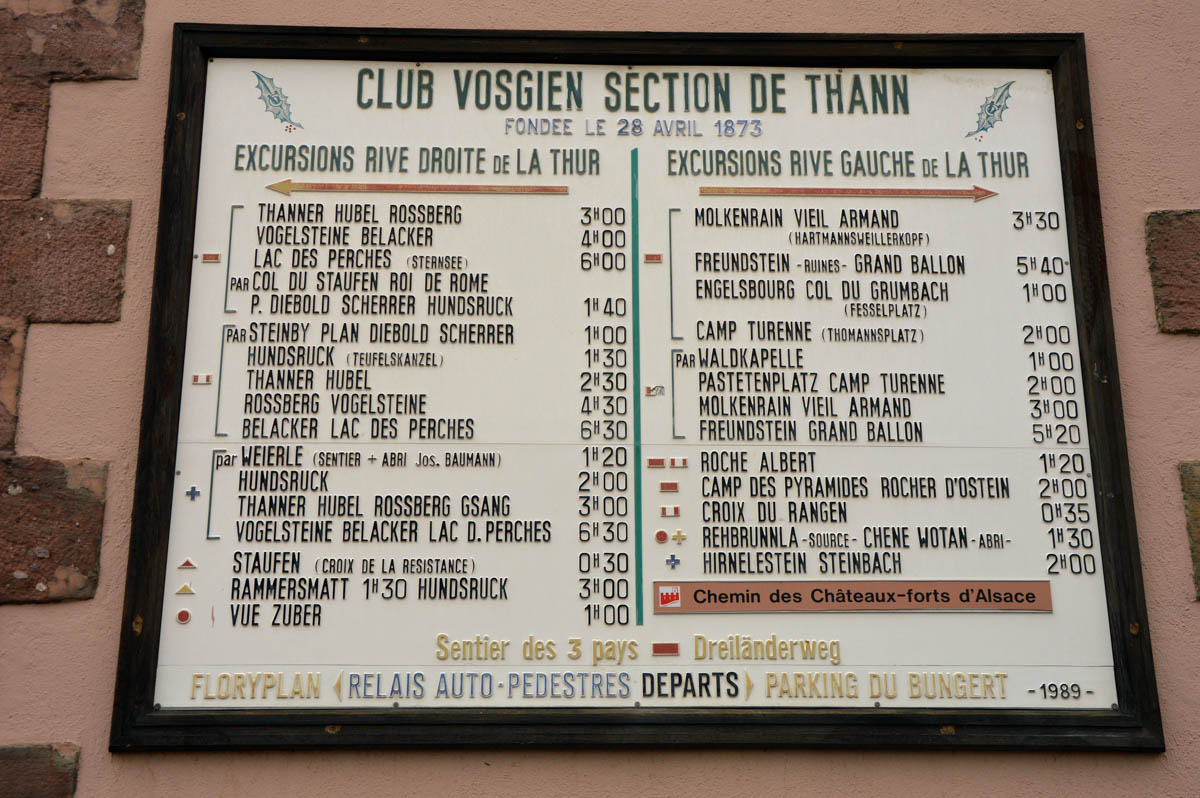 CLUB VOSGIEN SECTION DE THANN
FONDEE LE 28 AVRIL 1873
EXCURSIONS RIVE DROITE DE LA THUR
THANNER HUBEL ROSSBERG 3H00
VOGELSTEINE BELACKER 4H00
LAC DES PERCHES (STERNSEE) 6H00
PAR COL DU STAUFEN ROI DE ROME
P. DIEBOLD SCHERRER HUNDSRUCK 1H40
PAR STEINBY PLAN DIEBOLD SCHERRER 1H00
HUNDSRUCK (TEUFELSKANZEL) 1H30
THANNER HUBEL 2H30
ROSSBERG VOGELSTEINE 4H30
BELACKER LAC DES PERCHES 6H30
par WEIERLE (SENTIER + ABRI Jos. BAUMANN) 1H20
HUNDSRUCK 2H00
THANNER HUBEL ROSSBERG GSANG 3H00
VOGELSTEINE BELACKER LAC D. PERCHES 6H30
STAUFEN (CROIX DE LA RESISTANCE) 0H30
RAMMERSMATT 1H30 HUNDSRUCK 3H00
VUE ZUBER 1H00
EXCURSIONS RIVE GAUCHE DE LA THUR
MOLKENRAIN VIEIL ARMAND 3H30
(HARTMANNSWEILLERKOPF)
FREUNDSTEIN -RUINES- GRAND BALLON 5H40
ENGELSBOURG COL DU GRUMBACH 1H00
(FESSELPLATZ)
CAMP TURENNE (THOMANNSPLATZ) 2H00
PAR WALDKAPELLE 1H00
PASTETENPLATZ CAMP TURENNE 2H00
MOLKENRAIN VIEIL ARMAND 3H00
FREUNDSTEIN GRAND BALLON 5H20
ROCHE ALBERT 1H20
CAMP DES PYRAMIDES ROCHER D'OSTEIN 2H00
CROIX DU RANGEN 0H35
REHBRUNNLA -SOURCE- CHENE WOTAN -ABRI- 1H30
HIRNELESTEIN STEINBACH 2H00
Chemin des Châteaux-forts d'Alsace
Sentier des 3 pays Dreiländerweg
FLORYPLAN RELAIS AUTO-PEDESTRES DEPARTS PARKING DU BUNGERT -1989-